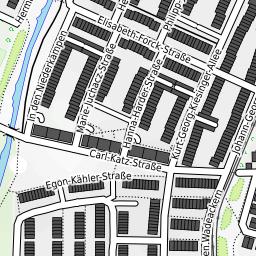 Elisabeth-Forck-Straße
In den Niederkämpen
Marie-Juchacz-Straße
Hanna-Harder-Straße
Kurt-Georg-Kiesinger-Allee
Carl-Katz-Straße
Egon-Kähler-Straße